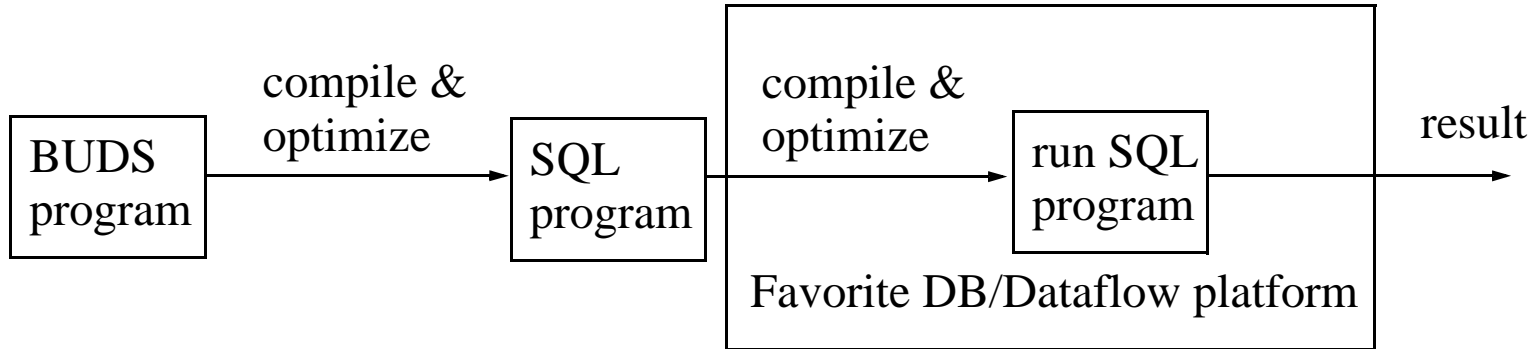 BUDS
program
compile &
optimize
SQL
program
compile &
optimize
run SQL
program
Favorite DB/Dataflow platform
result